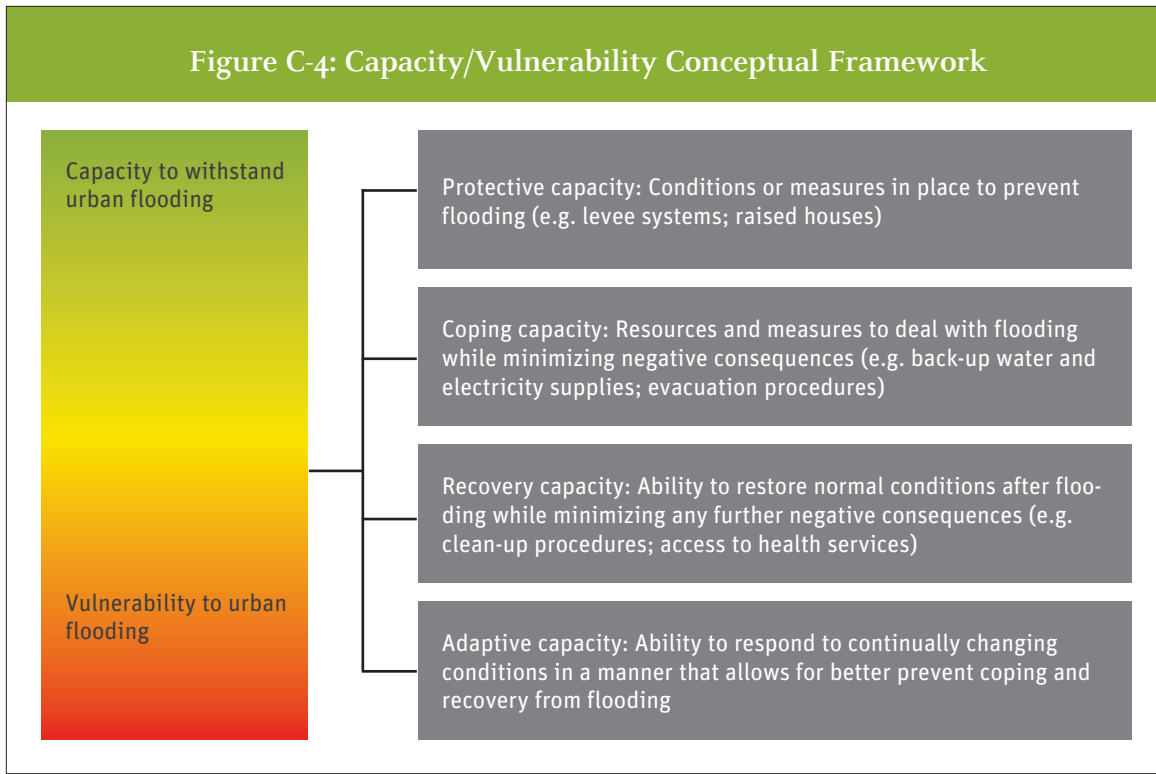 Figure C-4: Capacity/Vulnerability Conceptual Framework
Capacity to withstand
urban flooding
Vulnerability to urban
flooding
Protective capacity: Conditions or measures in place to prevent
flooding (e.g. levee systems; raised houses)
Coping capacity: Resources and measures to deal with flooding
while minimizing negative consequences (e.g. back-up water and
electricity supplies; evacuation procedures)
Recovery capacity: Ability to restore normal conditions after floo-
ding while minimizing any further negative consequences (e.g.
clean-up procedures; access to health services)
Adaptive capacity: Ability to respond to continually changing
conditions in a manner that allows for better prevent coping and
recovery from flooding